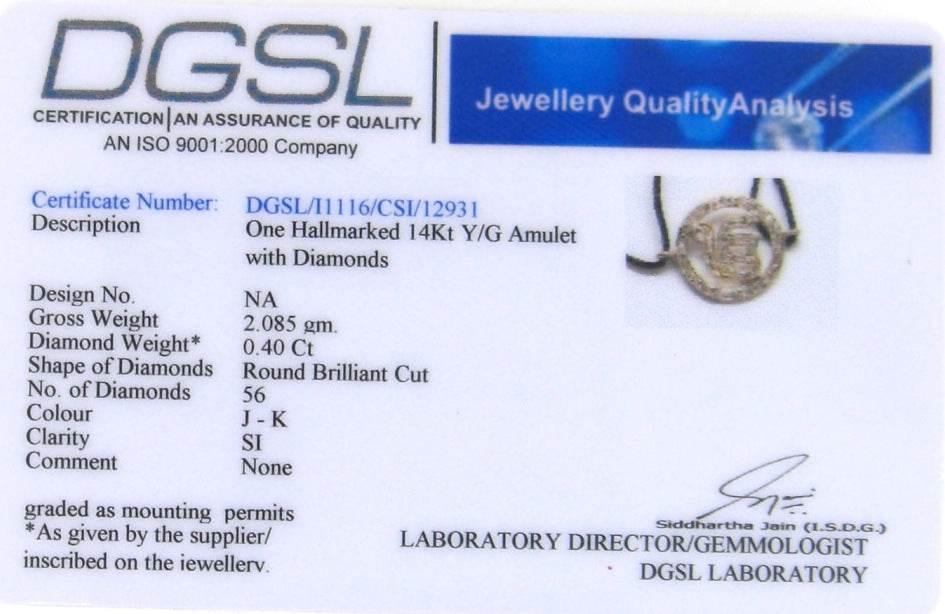 DGSL
CERTIFICATION|AN ASSURANCE OF QUALITY
AN ISO 9001:2000 Company
Jewellery QualityAnalysis
Certificate Number: DGSL/I1116/CSI/12931
Description One Hallmarked 14Kt Y/G Amulet
with Diamonds
Design No. NA
Gross Weight 2.085 gm.
Diamond Weight* 0.40 Ct
Shape of Diamonds Round Brilliant Cut
No. of Diamonds 56
Colour J - K
Clarity SI
Comment None
graded as mounting permits
*As given by the supplier/
inscribed on the jewellery.
Siddhartha Jain (I.S.D.G.)
LABORATORY DIRECTOR/GEMMOLOGIST
DGSL LABORATORY